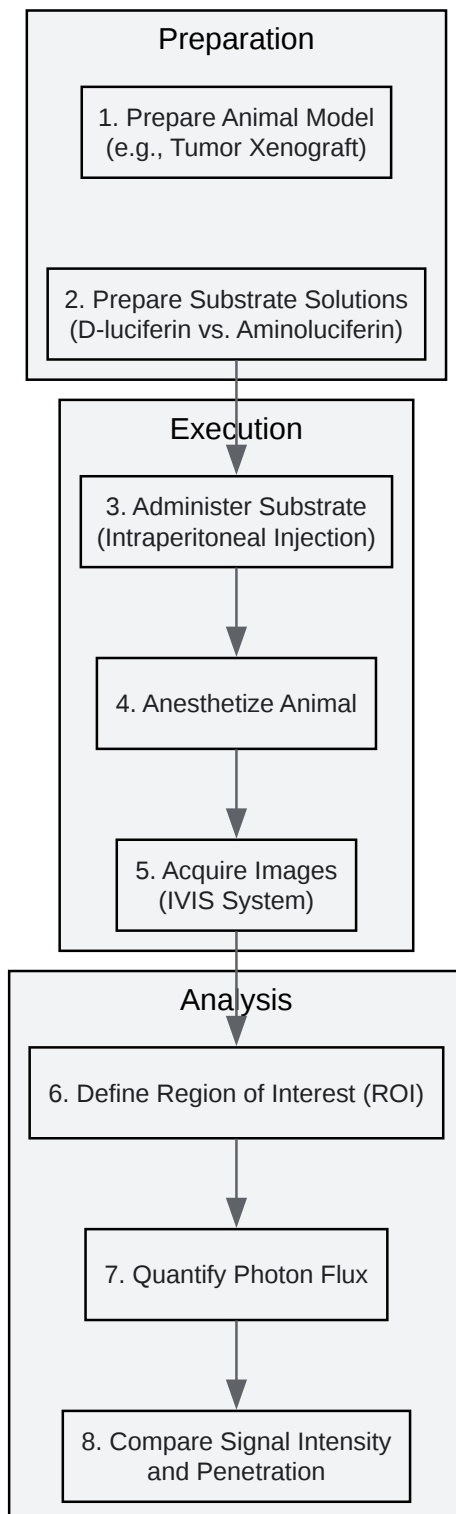 Preparation
1. Prepare Animal Model
(e.g., Tumor Xenograft)
2. Prepare Substrate Solutions
(D-luciferin vs. Aminoluciferin)
Execution
3. Administer Substrate
(Intraperitoneal Injection)
4. Anesthetize Animal
5. Acquire Images
(IVIS System)
Analysis
6. Define Region of Interest (ROI)
7. Quantify Photon Flux
8. Compare Signal Intensity
and Penetration